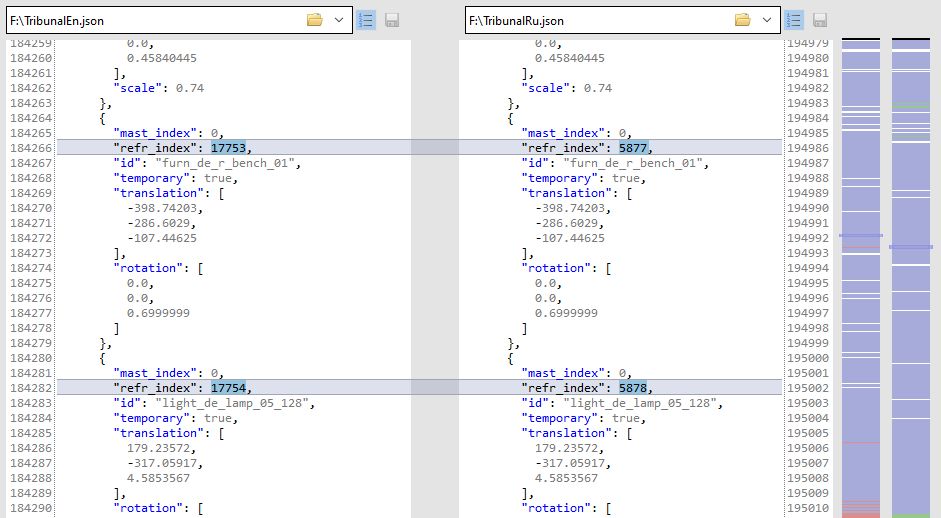 F:\TribunalEn.json
184259 0.0,
184260 0.45840445
184261 ],
184262 "scale": 0.74
184263 },
184264 {
184265 "mast_index": 0,
184266 "refr_index": 17753,
184267 "id": "furn_de_r_bench_01",
184268 "temporary": true,
184269 "translation": [
184270 -398.74203,
184271 -286.6029,
184272 -107.44625
184273 ],
184274 "rotation": [
184275 0.0,
184276 0.0,
184277 0.6999999
184278 ]
184279 },
184280 {
184281 "mast_index": 0,
184282 "refr_index": 17754,
184283 "id": "light_de_lamp_05_128",
184284 "temporary": true,
184285 "translation": [
184286 179.23572,
184287 -317.05917,
184288 4.5853567
184289 ],
184290 "rotation": [
F:\TribunalRu.json
194979 0.0,
194980 0.45840445
194981 ],
194982 "scale": 0.74
194983 },
194984 {
194985 "mast_index": 0,
194986 "refr_index": 5877,
194987 "id": "furn_de_r_bench_01",
194988 "temporary": true,
194989 "translation": [
194990 -398.74203,
194991 -286.6029,
194992 -107.44625
194993 ],
194994 "rotation": [
194995 0.0,
194996 0.0,
194997 0.6999999
194998 ]
194999 },
195000 {
195001 "mast_index": 0,
195002 "refr_index": 5878,
195003 "id": "light_de_lamp_05_128",
195004 "temporary": true,
195005 "translation": [
195006 179.23572,
195007 -317.05917,
195008 4.5853567
195009 ],
195010 "rotation": [